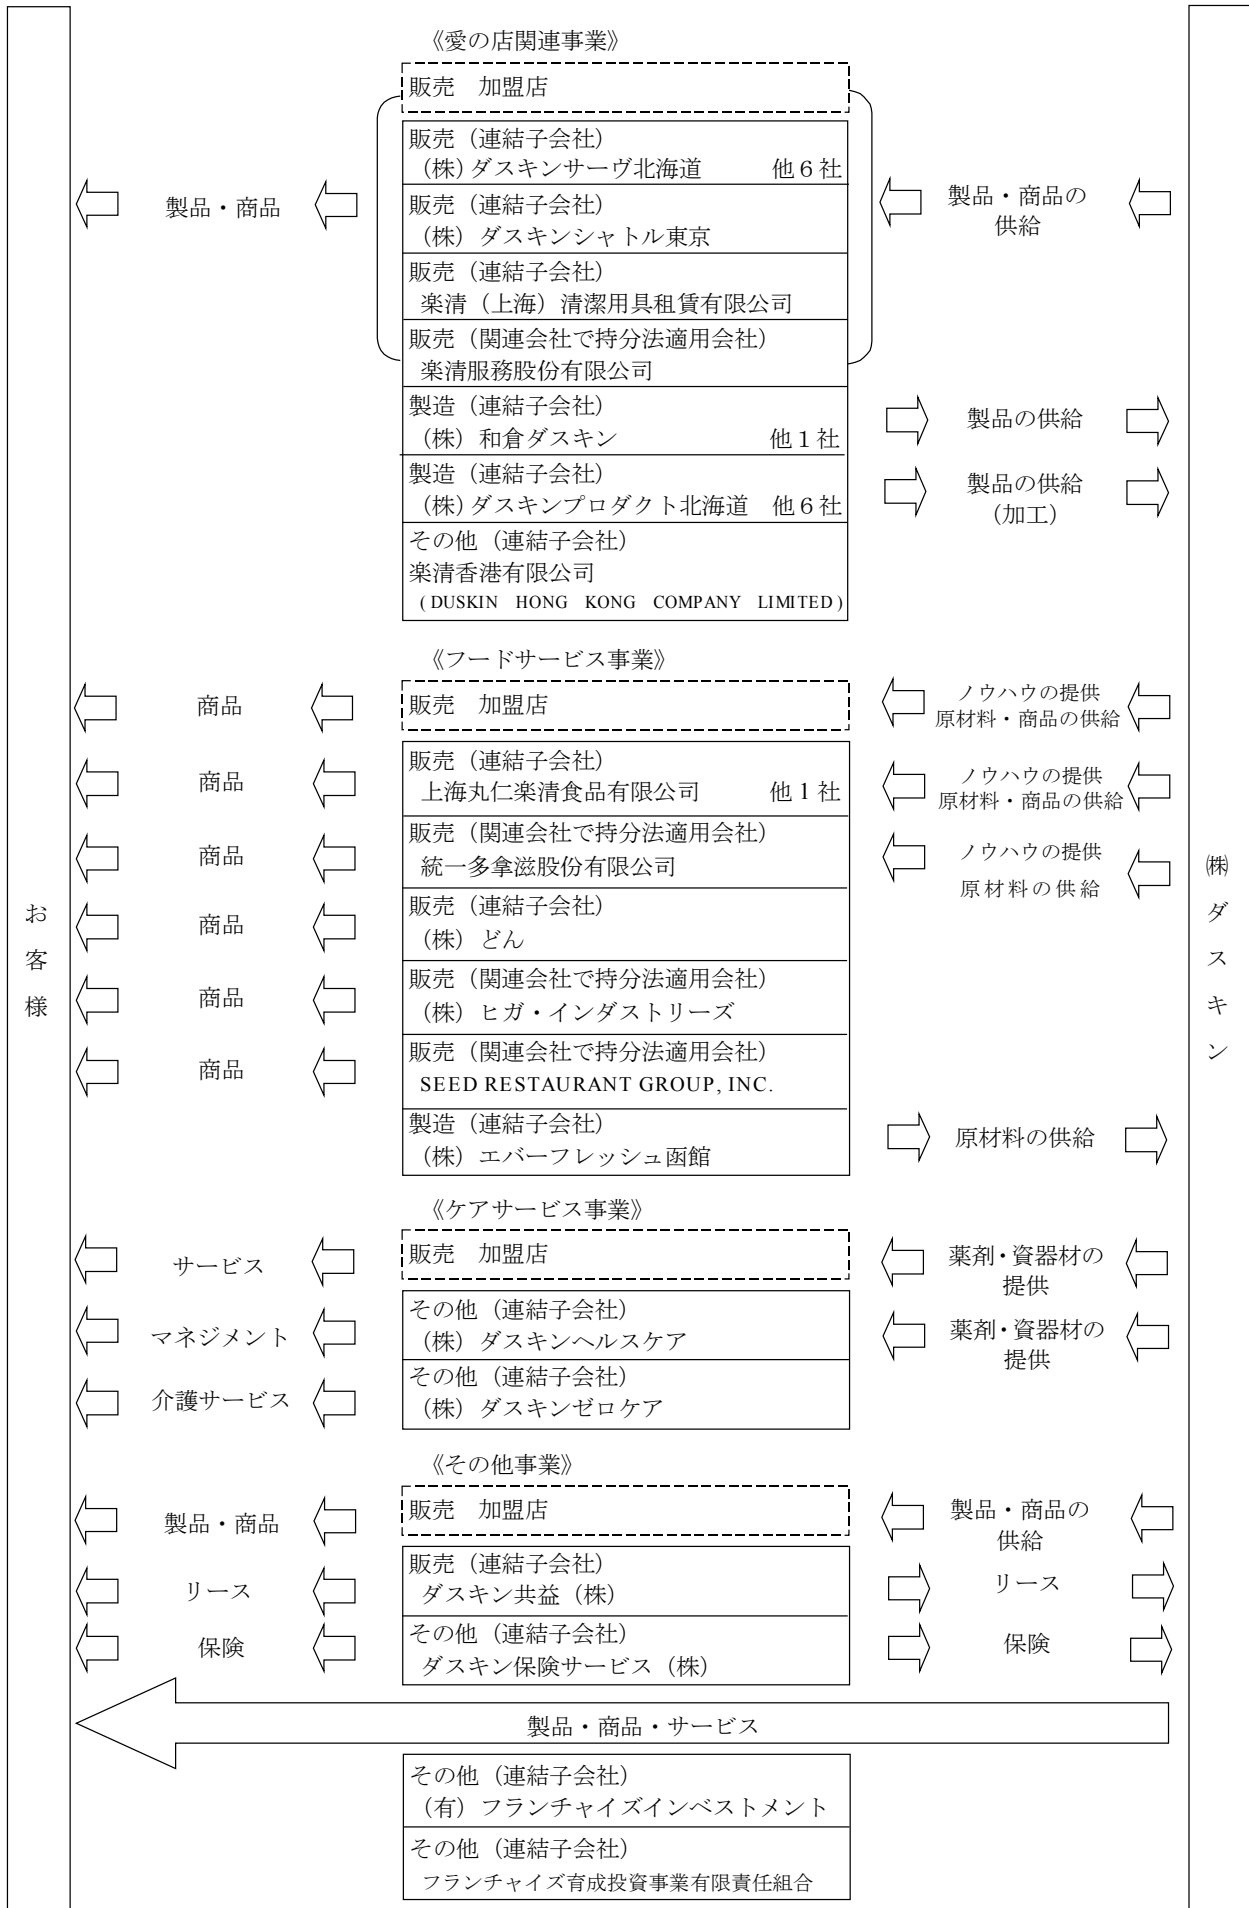 《愛の店関連事業》
販売　加盟店
販売（連結子会社）
（株）ダスキンサーヴ北海道　他６社
製品・商品
製品・商品の
供給
販売（連結子会社）
（株）ダスキンシャトル東京
販売（連結子会社）
楽清（上海）清潔用具租賃有限公司
販売（関連会社で持分法適用会社）
楽清服務股份有限公司
製造（連結子会社）
（株）和倉ダスキン　他１社
製品の供給
製造（連結子会社）
（株）ダスキンプロダクト北海道　他６社
製品の供給
（加工）
その他（連結子会社）
楽清香港有限公司
(DUSKIN HONG KONG COMPANY LIMITED)
《フードサービス事業》
商品
販売　加盟店
ノウハウの提供
原材料・商品の供給
商品
販売（連結子会社）
上海丸仁楽清食品有限公司　他１社
ノウハウの提供
原材料・商品の供給
商品
販売（関連会社で持分法適用会社）
統一多拿滋股份有限公司
ノウハウの提供
原材料の供給
商品
販売（連結子会社）
（株）どん
商品
販売（関連会社で持分法適用会社）
（株）ヒガ・インダストリーズ
商品
販売（関連会社で持分法適用会社）
SEED RESTAURANT GROUP, INC.
製造（連結子会社）
（株）エバーフレッシュ函館
原材料の供給
お客様
㈱ダスキン
《ケアサービス事業》
サービス
販売　加盟店
薬剤・資器材の
提供
マネジメント
その他（連結子会社）
（株）ダスキンヘルスケア
薬剤・資器材の
提供
介護サービス
その他（連結子会社）
（株）ダスキンゼロケア
《その他事業》
製品・商品
販売　加盟店
製品・商品の
供給
リース
販売（連結子会社）
ダスキン共益（株）
リース
保険
その他（連結子会社）
ダスキン保険サービス（株）
保険
製品・商品・サービス
その他（連結子会社）
（有）フランチャイズインベストメント
その他（連結子会社）
フランチャイズ育成投資事業有限責任組合